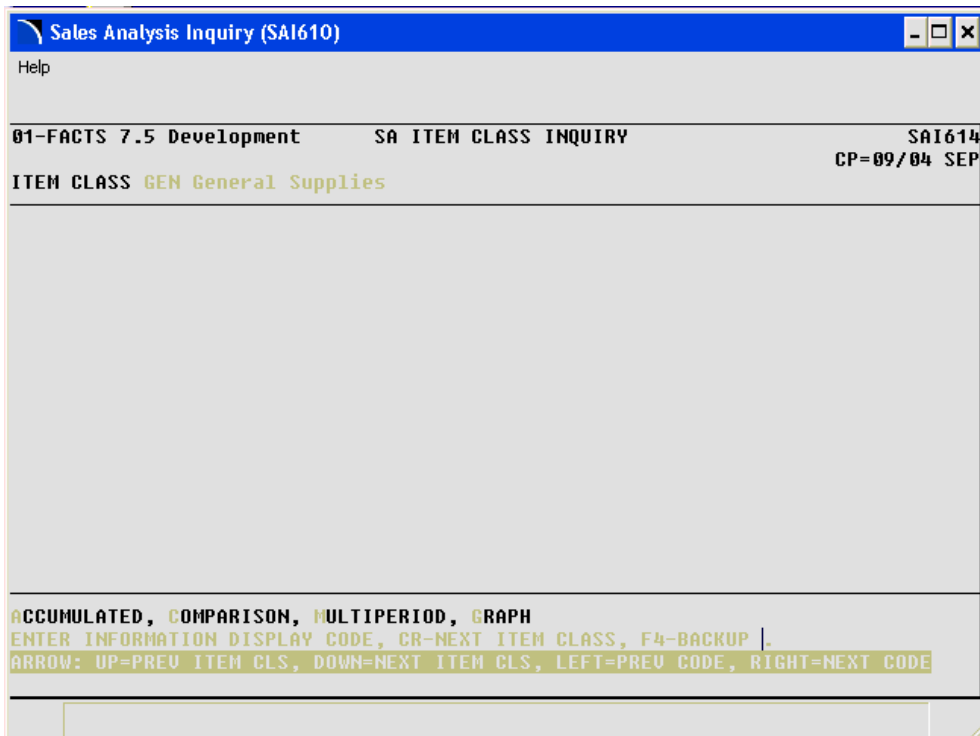 Sales Analysis Inquiry (SAI610)
Help
01-FACTS 7.5 Development SA ITEM CLASS INQUIRY SAI614
CP=09/04 SEP
ITEM CLASS GEN General Supplies
ACCUMULATED, COMPARISON, MULTIPERIOD, GRAPH
ENTER INFORMATION DISPLAY CODE, CR-NEXT ITEM CLASS, F4-BACKUP .
ARROW: UP=PREV ITEM CLS, DOWN=NEXT ITEM CLS, LEFT=PREV CODE, RIGHT=NEXT CODE